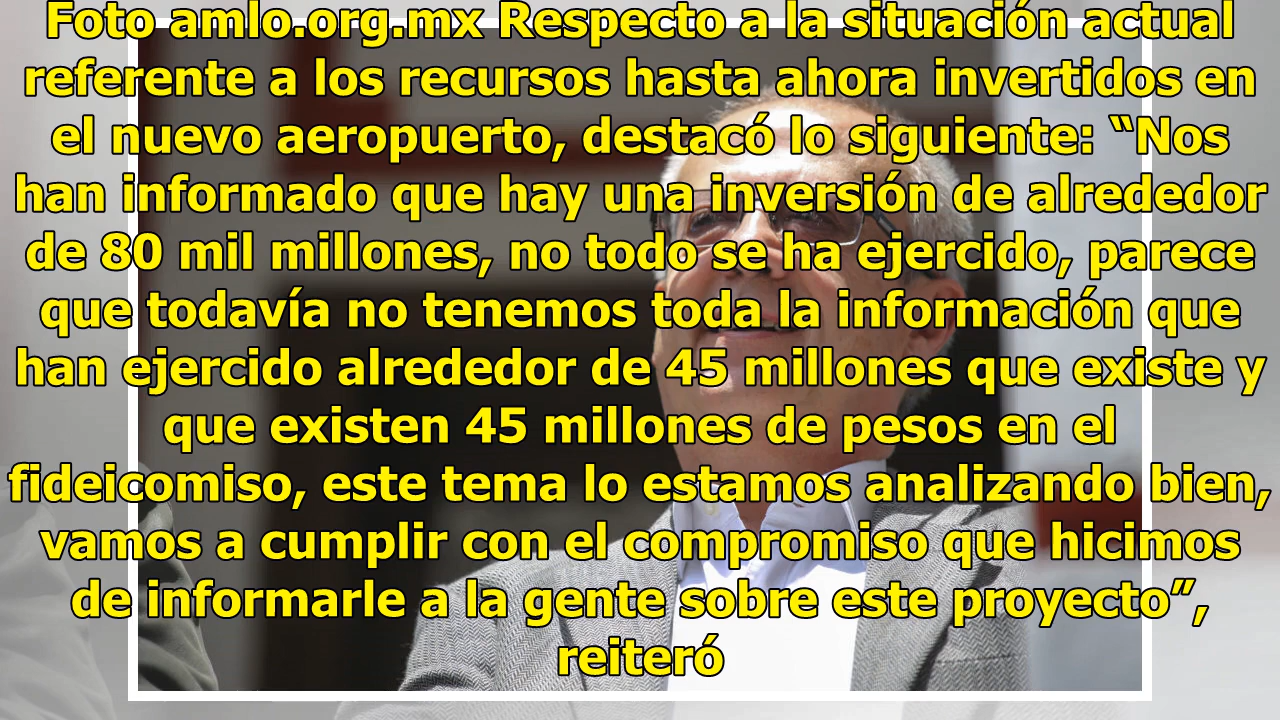 Foto amlo.org.mx Respecto a la situación actual
referente a los recursos hasta ahora invertidos en
el nuevo aeropuerto, destacó lo siguiente: “Nos
han informado que hay una inversión de alrededor
de 80 mil millones, no todo se ha ejercido, parece
que todavía no tenemos toda la información que
han ejercido alrededor de 45 millones que existe y
que existen 45 millones de pesos en el
fideicomiso, este tema lo estamos analizando bien,
vamos a cumplir con el compromiso que hicimos
de informarle a la gente sobre este proyecto”,
reiteró